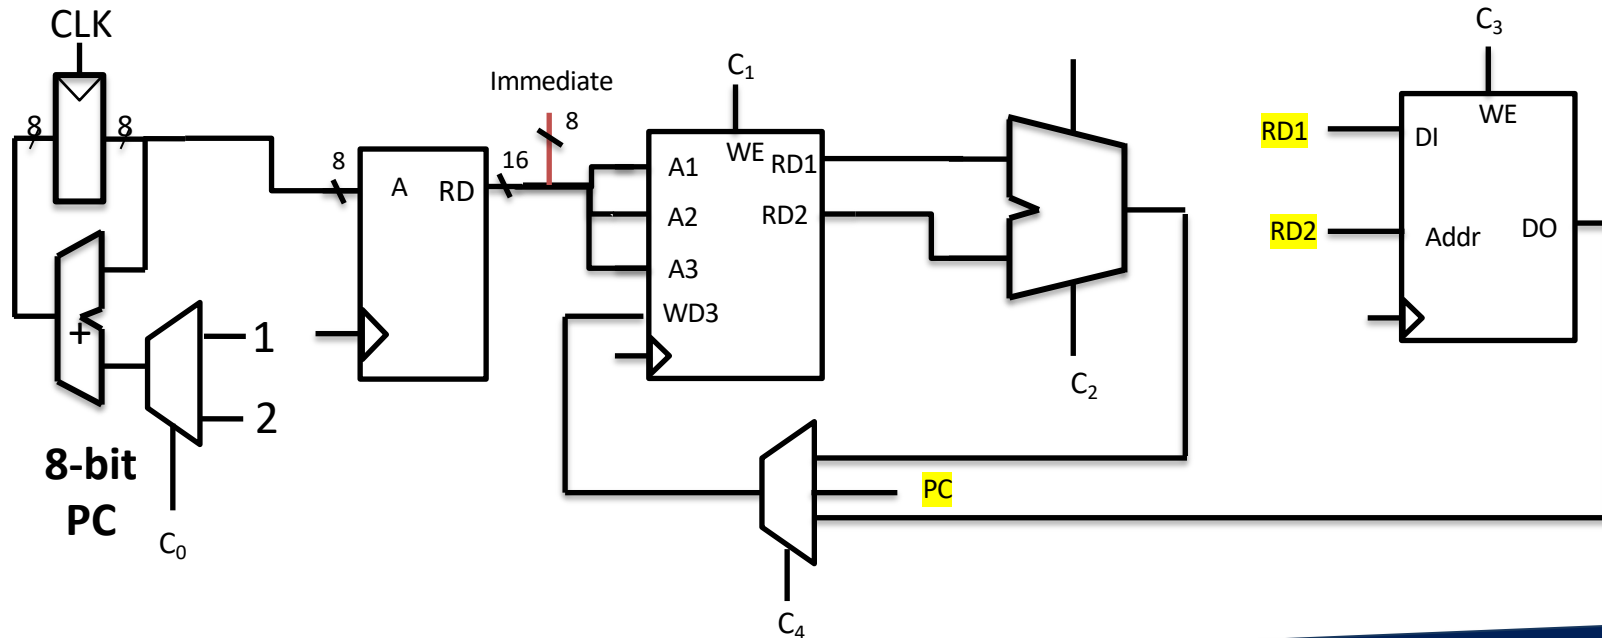 CLK
8
8
+
1
2
8-bit
PC
C₀
8
A
RD
16
Immediate
8
C₁
WE
A1
A2
A3
WD3
RD1
RD2
C₂
PC
C₄
RD1
RD2
C₃
WE
DI
Addr
DO